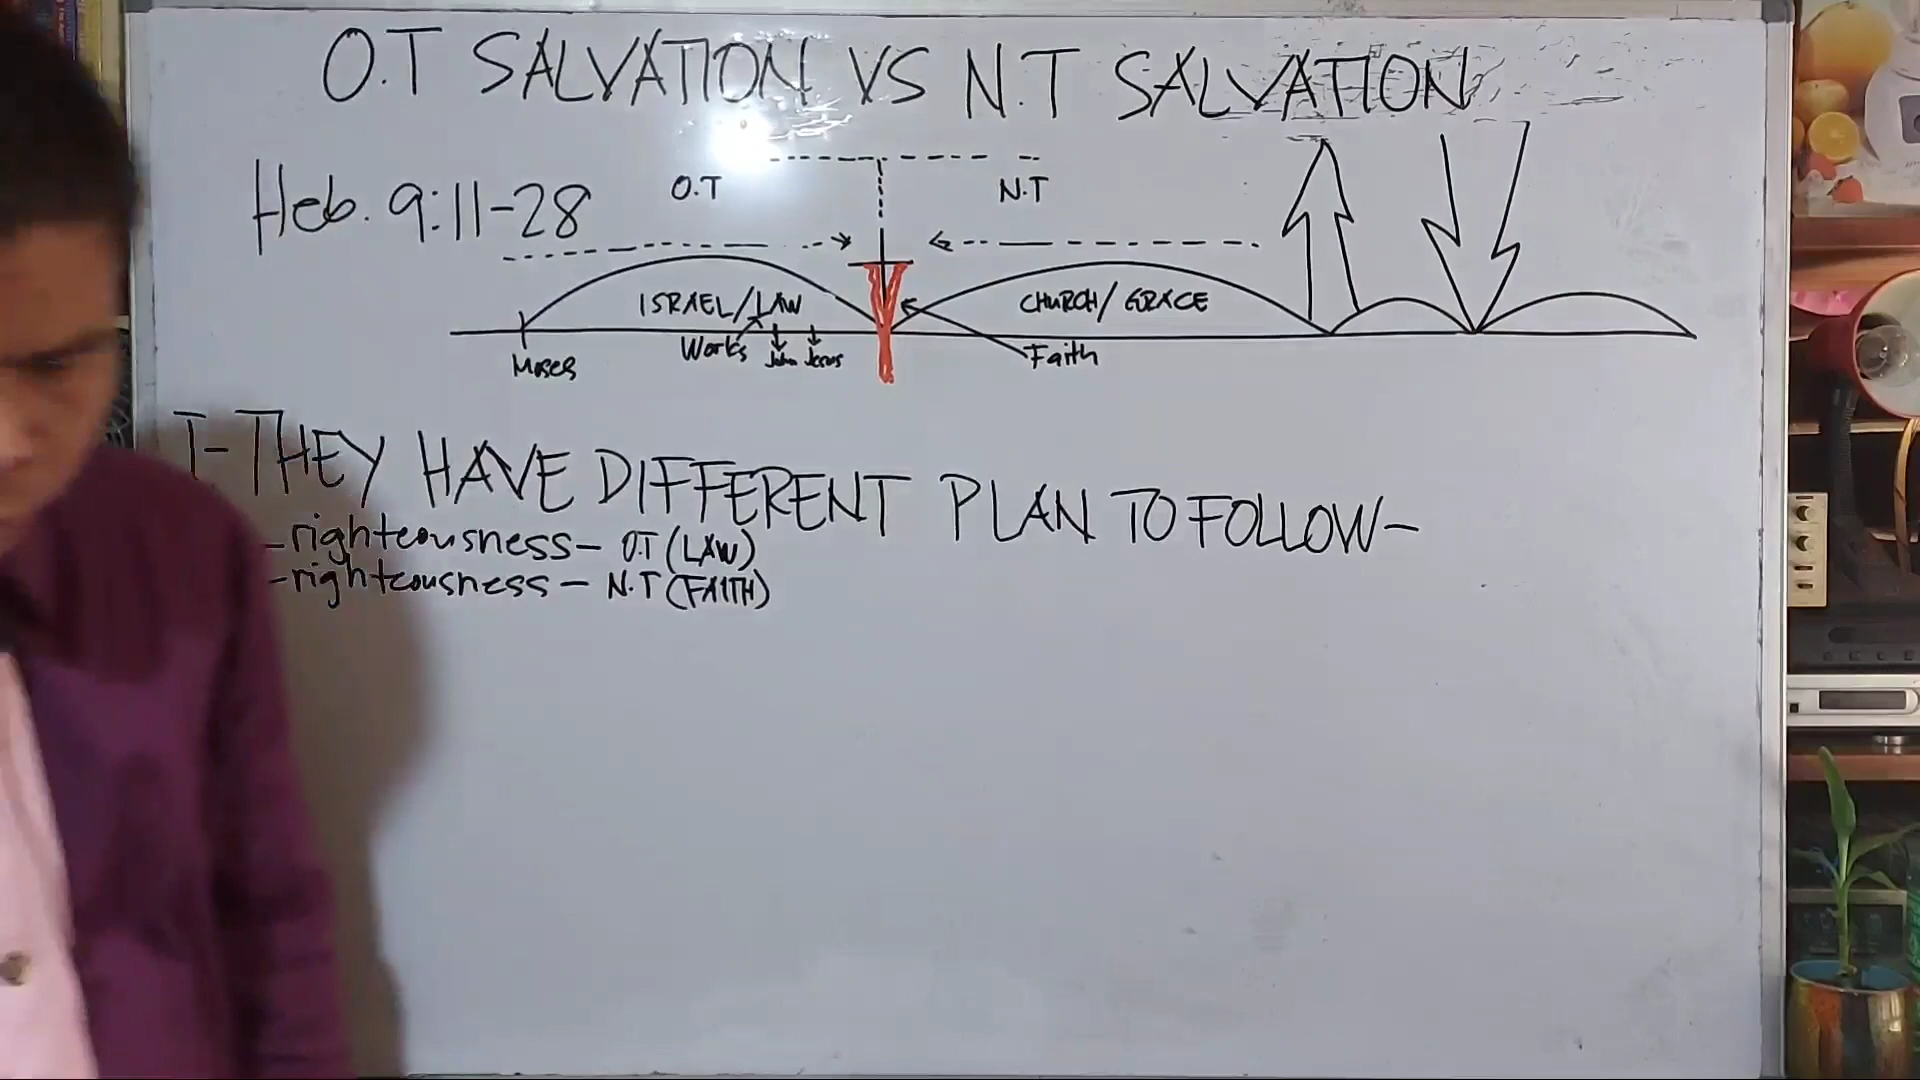 O.T SALVATION VS N.T SALVATION
Heb. 9:11-28
O.T
N.T
ISRAEL/LAW
CHURCH/GRACE
Moses
Works
John
Jesus
Faith
I-THEY HAVE DIFFERENT PLAN TO FOLLOW-
-righteousness- O.T (LAW)
-righteousness- N.T (FAITH)